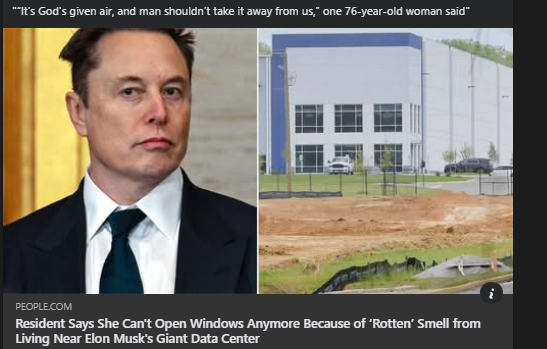 "“It's God's given air, and man shouldn't take it away from us," one 76-year-old woman said"
PEOPLE.COM
Resident Says She Can't Open Windows Anymore Because of ‘Rotten’ Smell from
Living Near Elon Musk's Giant Data Center